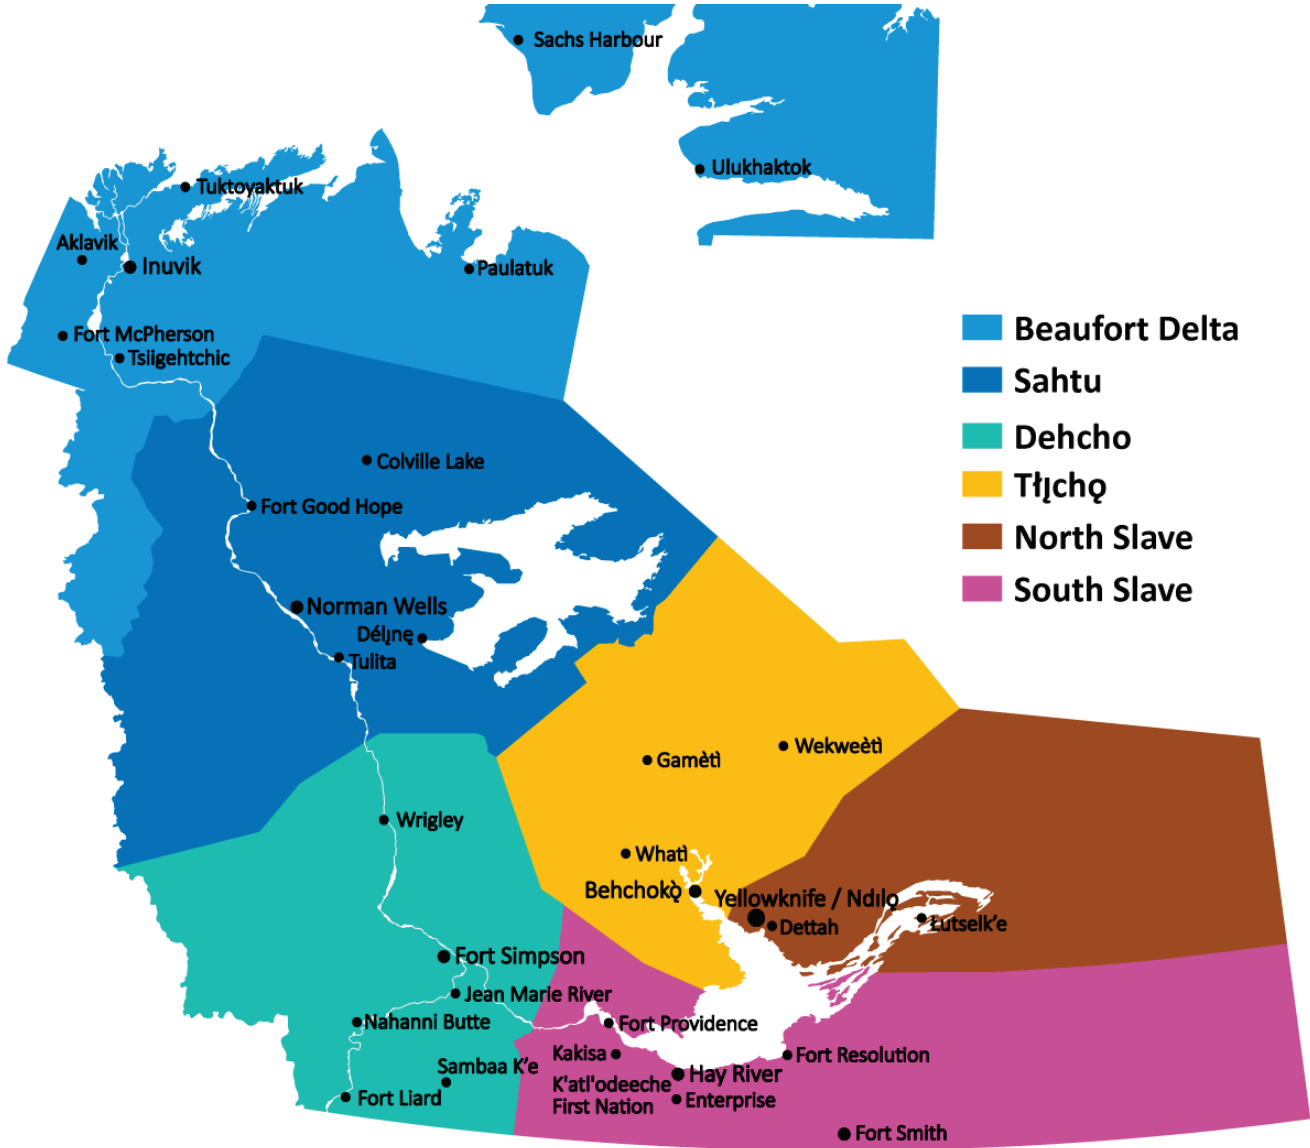 Sachs Harbour
Ulukhaktok
Tuktoyaktuk
Aklavik
Inuvik
Paulatuk
Fort McPherson
Tsiigehtchic
Beaufort Delta
Sahtu
Dehcho
Tłı̨chǫ
North Slave
South Slave
Colville Lake
Fort Good Hope
Norman Wells
Délı̨nę
Tulita
Gamètì
Wekweètì
Wrigley
Whatì
Behchokǫ̀
Yellowknife / Ndılǫ
Dettah
Łutselk’e
Fort Simpson
Jean Marie River
Nahanni Butte
Fort Providence
Kakisa
Fort Resolution
Sambaa K’e
Hay River
K'atl'odeeche
First Nation
Enterprise
Fort Liard
Fort Smith